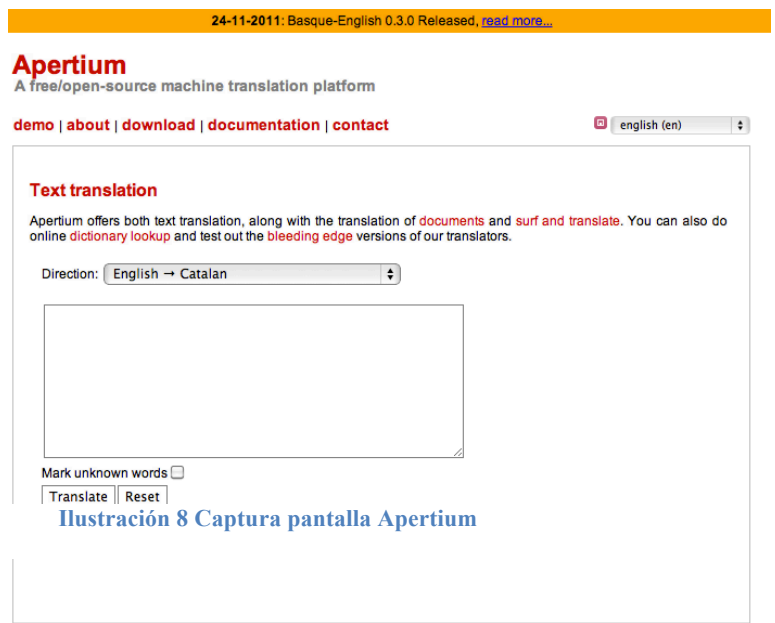 24-11-2011: Basque-English 0.3.0 Released, read more...
Apertium
A free/open-source machine translation platform
demo | about | download | documentation | contact
english (en)
Text translation
Apertium offers both text translation, along with the translation of documents and surf and translate. You can also do
online dictionary lookup and test out the bleeding edge versions of our translators.
Direction: English → Catalan
Mark unknown words
Translate Reset
Ilustración 8 Captura pantalla Apertium